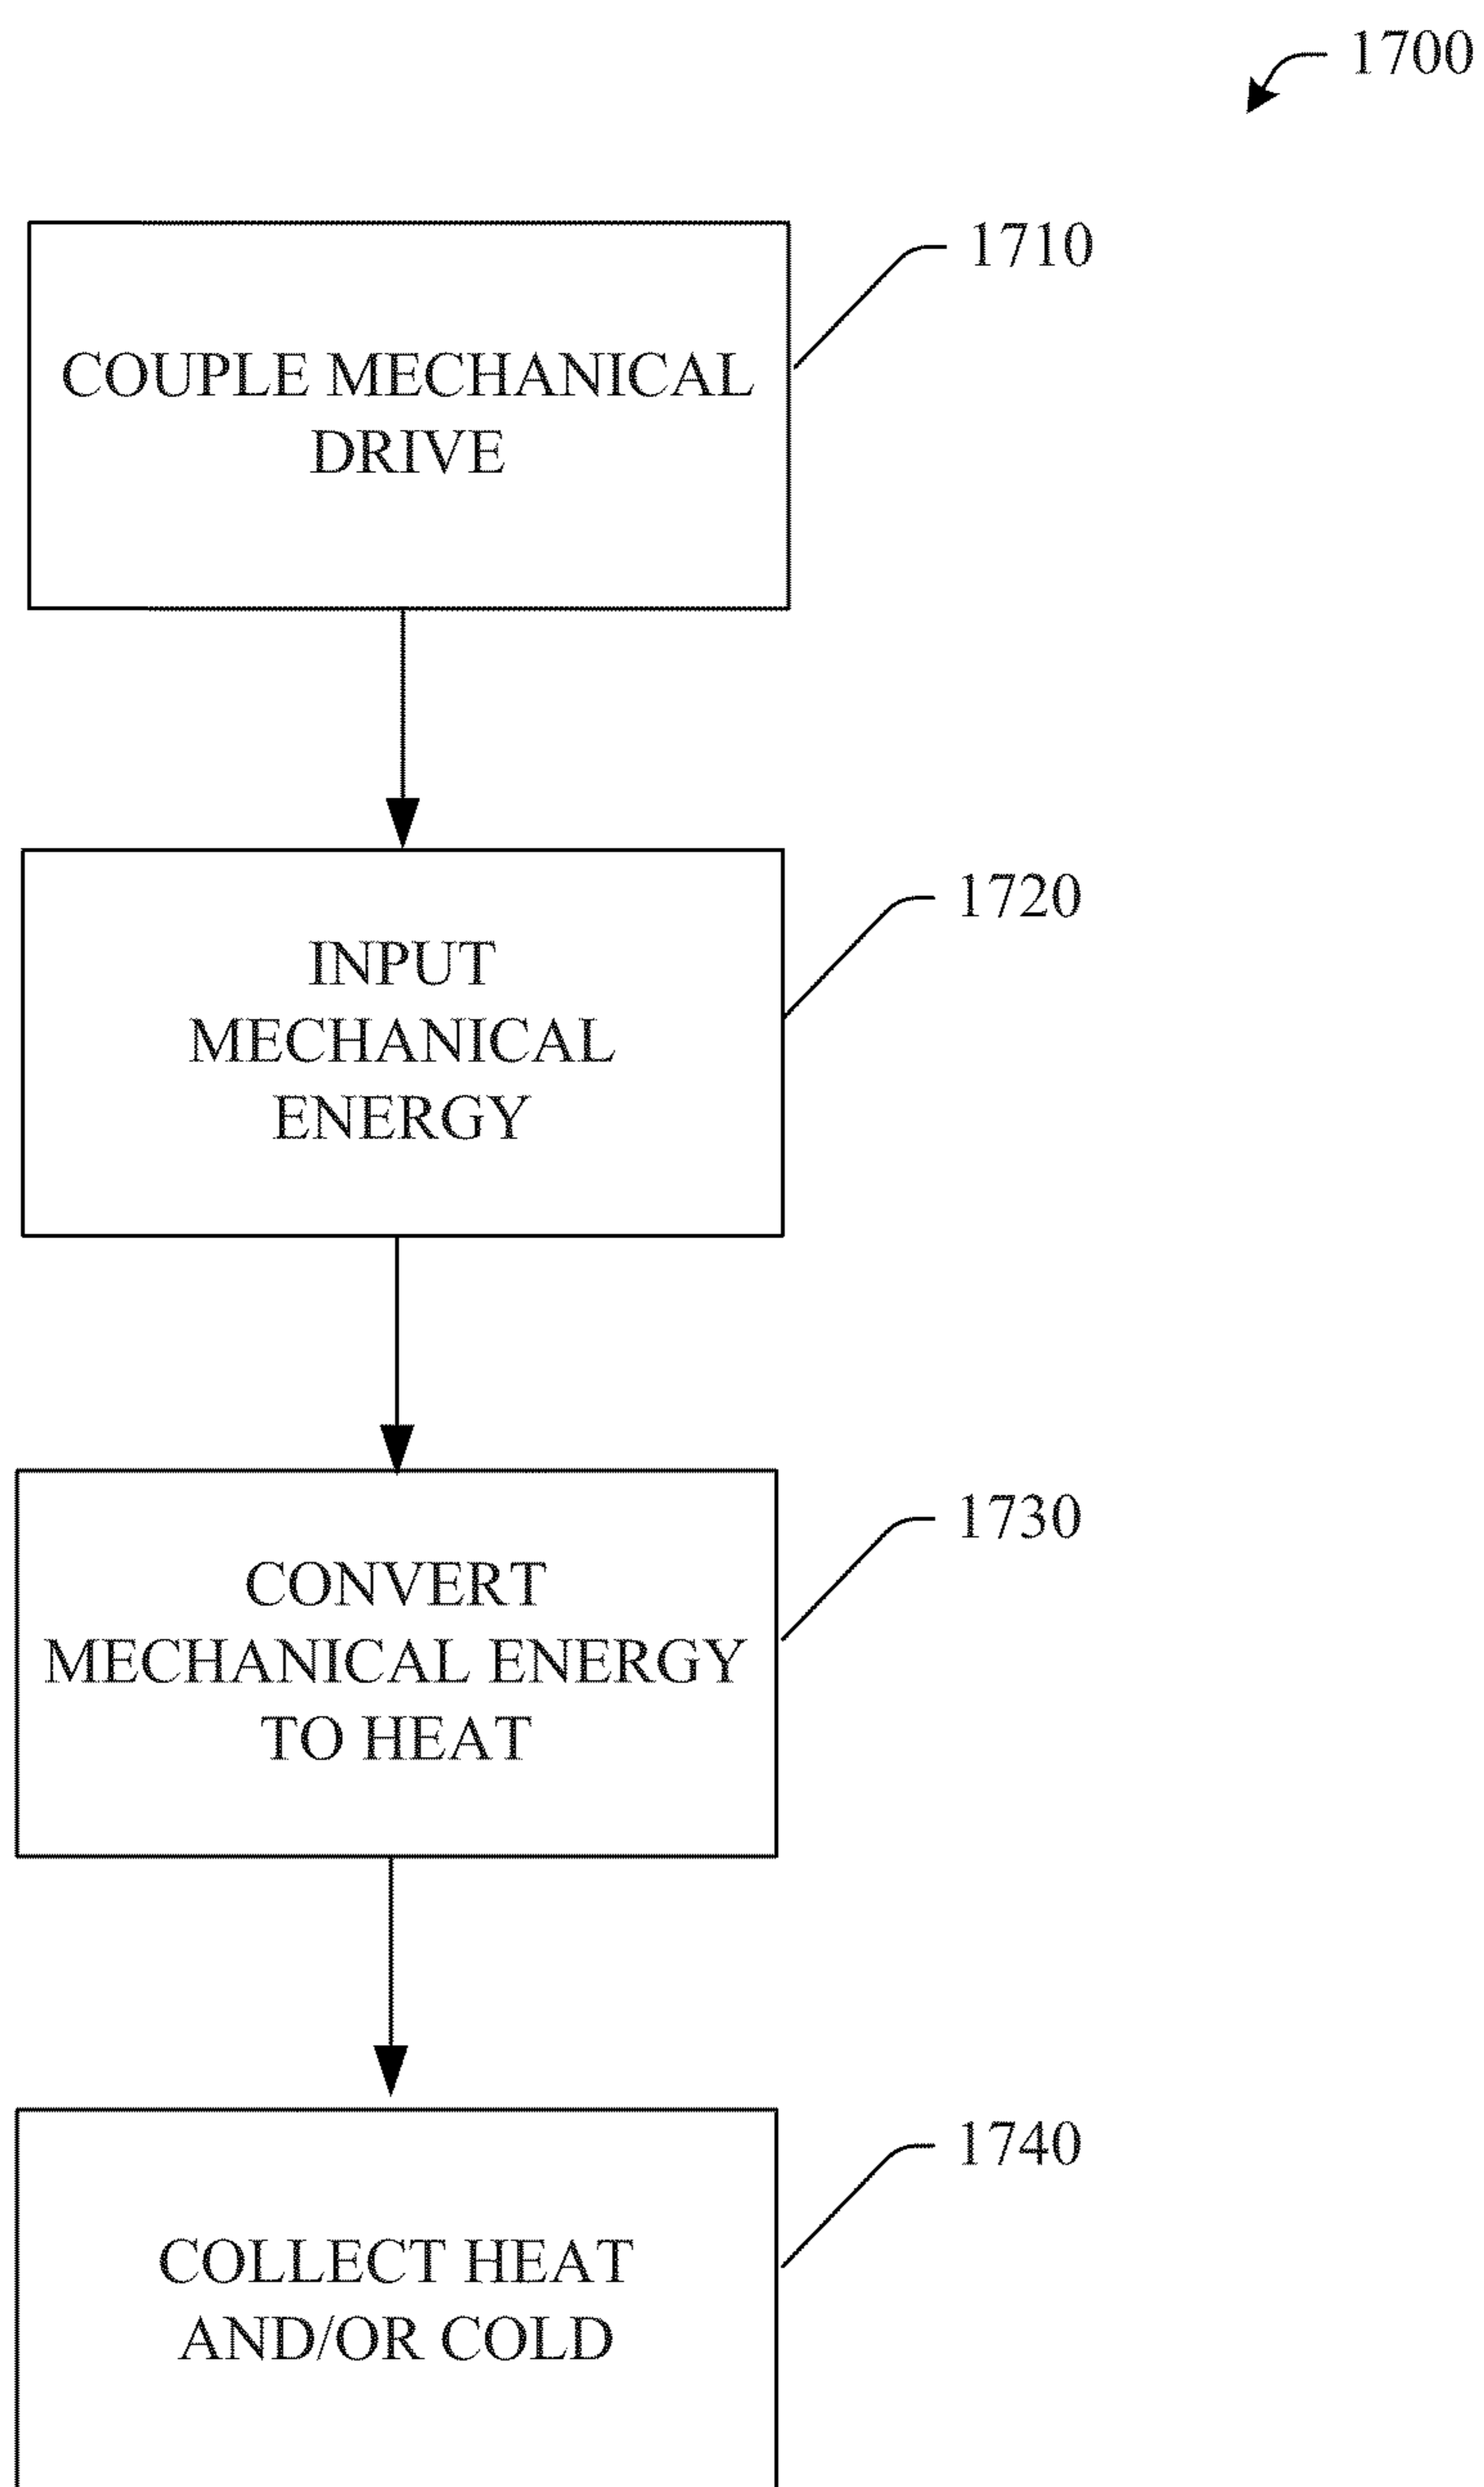 1700
1710
COUPLE MECHANICAL
DRIVE
1720
INPUT
MECHANICAL
ENERGY
1730
CONVERT
MECHANICAL ENERGY
TO HEAT
1740
COLLECT HEAT
AND/OR COLD